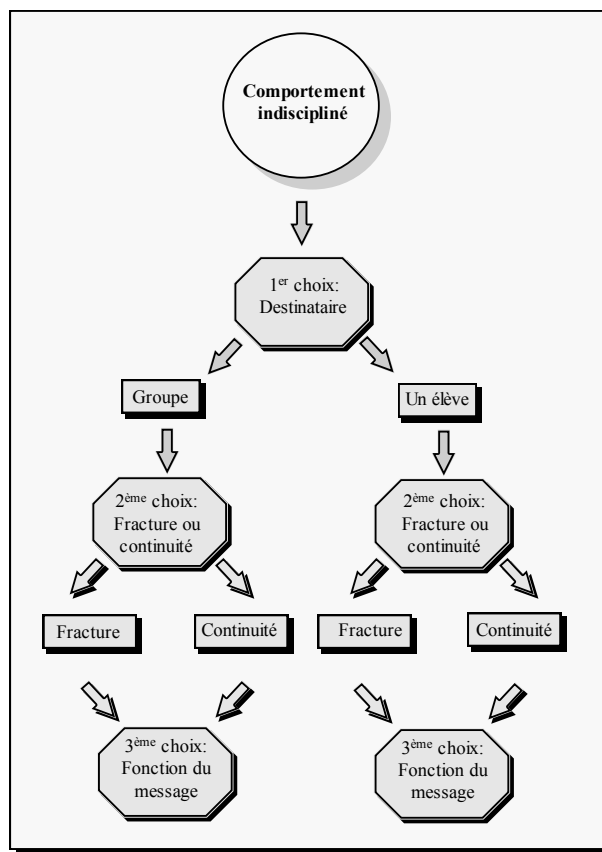 Comportement
indiscipliné
1er choix:
Destinataire
Groupe
Un élève
2ème choix:
Fracture ou
continuité
2ème choix:
Fracture ou
continuité
Fracture
Continuité
Fracture
Continuité
3ème choix:
Fonction du
message
3ème choix:
Fonction du
message